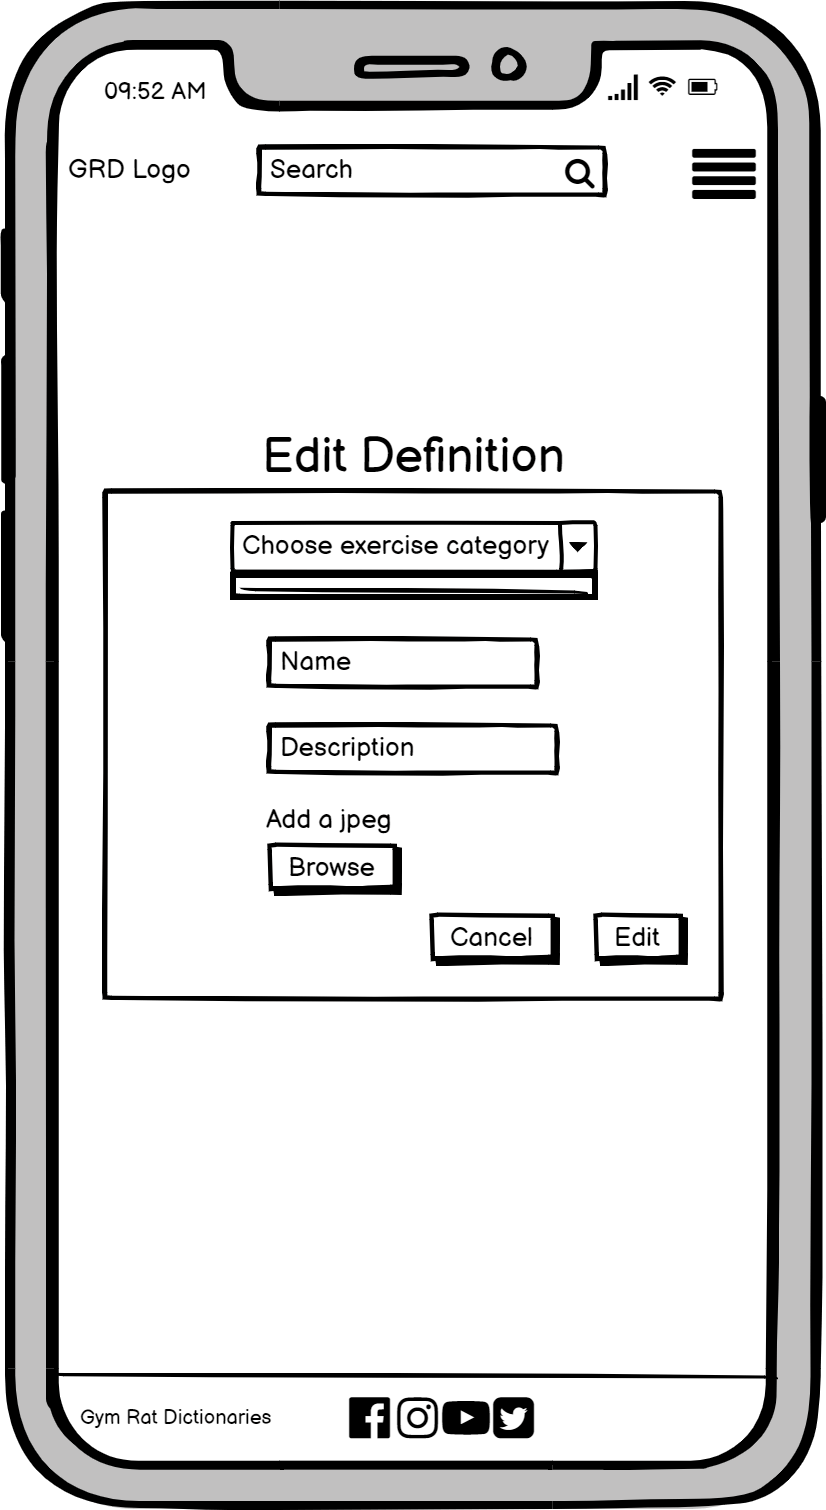 09:52 AM
GRD Logo
Search
Edit Definition
Choose exercise category
Name
Description
Add a jpeg
Browse
Cancel
Edit
Gym Rat Dictionaries